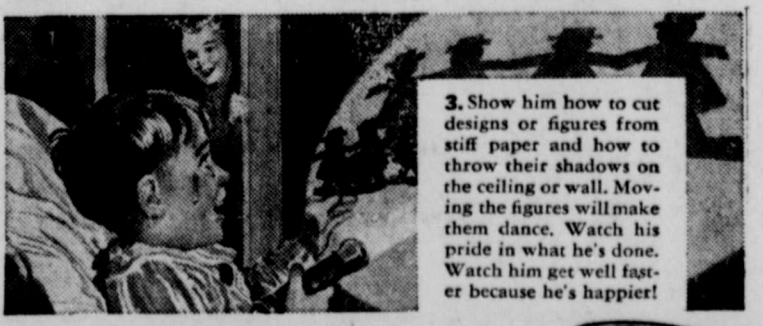 3. Show him how to cut
designs or figures from
stiff paper and how to
throw their shadows on
the ceiling or wall. Mov-
ing the figures will make
them dance. Watch his
pride in what he's done.
Watch him get well fast-
er because he's happier!